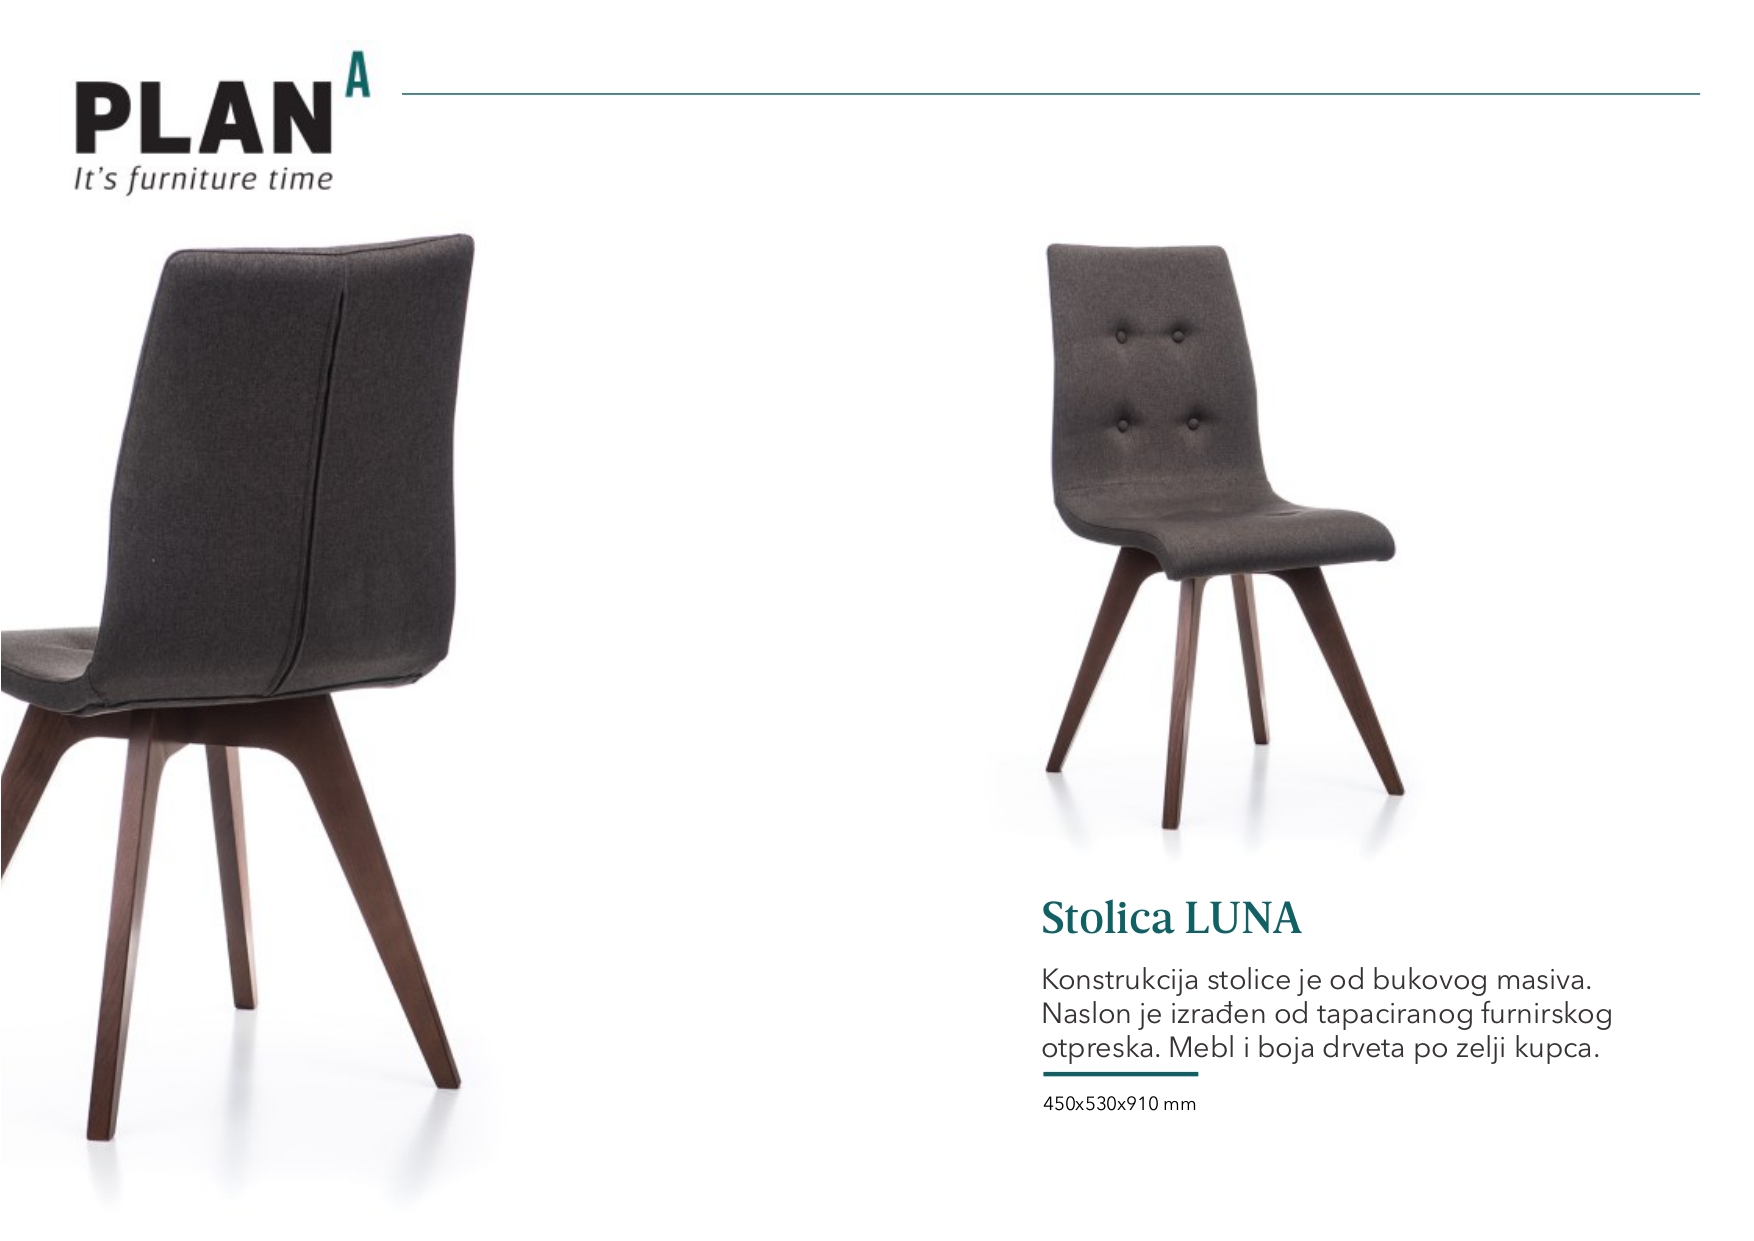 PLAN A
It's furniture time
Stolica LUNA
Konstrukcija stolice je od bukovog masiva.
Naslon je izrađen od tapaciranog furnirskog
otpreska. Mebl i boja drveta po zelji kupca.
450x530x910 mm